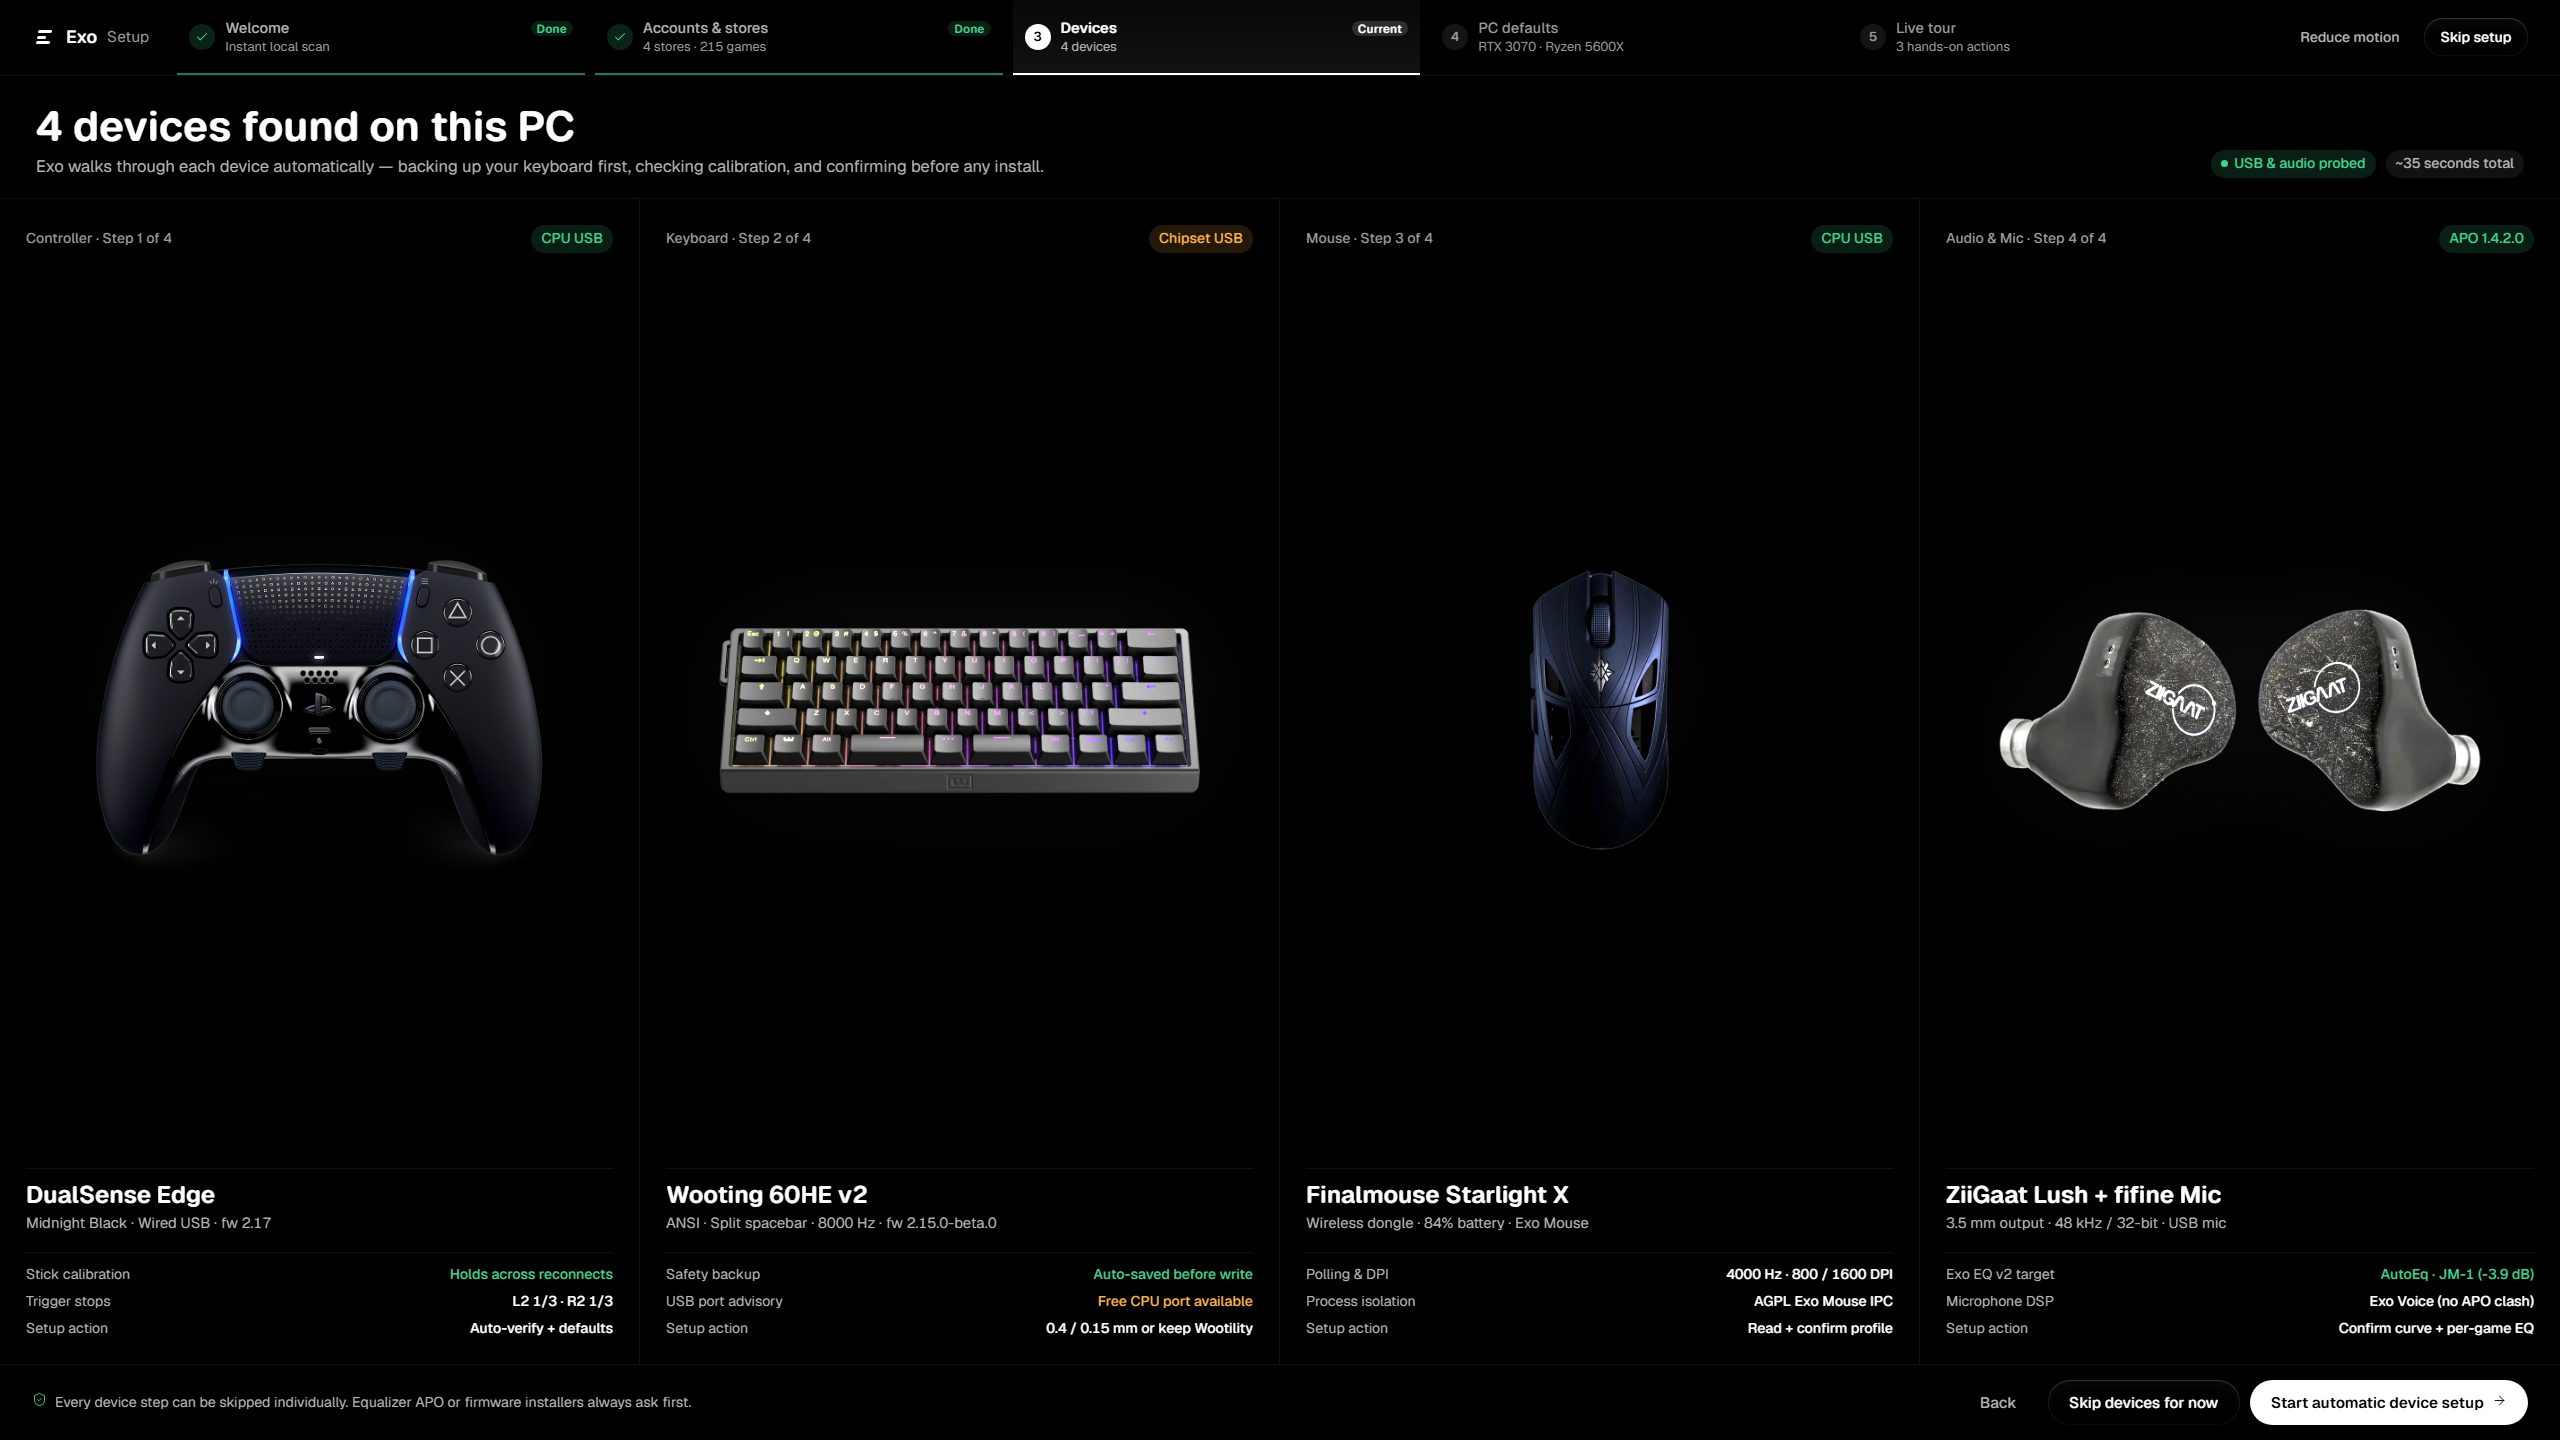 Exo Setup
Welcome
Instant local scan
Done
Accounts & stores
4 stores · 215 games
Done
3
Devices
4 devices
Current
4
PC defaults
RTX 3070 · Ryzen 5600X
5
Live tour
3 hands-on actions
Reduce motion
Skip setup
4 devices found on this PC
Exo walks through each device automatically — backing up your keyboard first, checking calibration, and confirming before any install.
USB & audio probed
~35 seconds total
Controller · Step 1 of 4
CPU USB
DualSense Edge
Midnight Black · Wired USB · fw 2.17
Stick calibration
Holds across reconnects
Trigger stops
L2 1/3 · R2 1/3
Setup action
Auto-verify + defaults
Keyboard · Step 2 of 4
Chipset USB
Wooting 60HE v2
ANSI · Split spacebar · 8000 Hz · fw 2.15.0-beta.0
Safety backup
Auto-saved before write
USB port advisory
Free CPU port available
Setup action
0.4 / 0.15 mm or keep Wootility
Mouse · Step 3 of 4
CPU USB
Finalmouse Starlight X
Wireless dongle · 84% battery · Exo Mouse
Polling & DPI
4000 Hz · 800 / 1600 DPI
Process isolation
AGPL Exo Mouse IPC
Setup action
Read + confirm profile
Audio & Mic · Step 4 of 4
APO 1.4.2.0
ZIIGAAT
ZIIGAAT
ZiiGaat Lush + fifine Mic
3.5 mm output · 48 kHz / 32-bit · USB mic
Exo EQ v2 target
AutoEq · JM-1 (-3.9 dB)
Microphone DSP
Exo Voice (no APO clash)
Setup action
Confirm curve + per-game EQ
Every device step can be skipped individually. Equalizer APO or firmware installers always ask first.
Back
Skip devices for now
Start automatic device setup